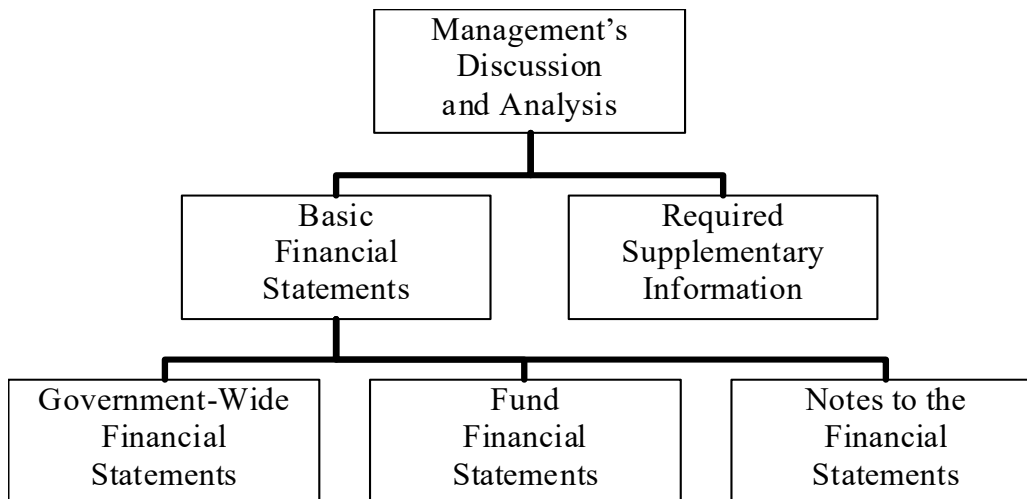 Management’s
Discussion
and Analysis
Basic
Financial
Statements
Required
Supplementary
Information
Government-Wide
Financial
Statements
Fund
Financial
Statements
Notes to the
Financial
Statements